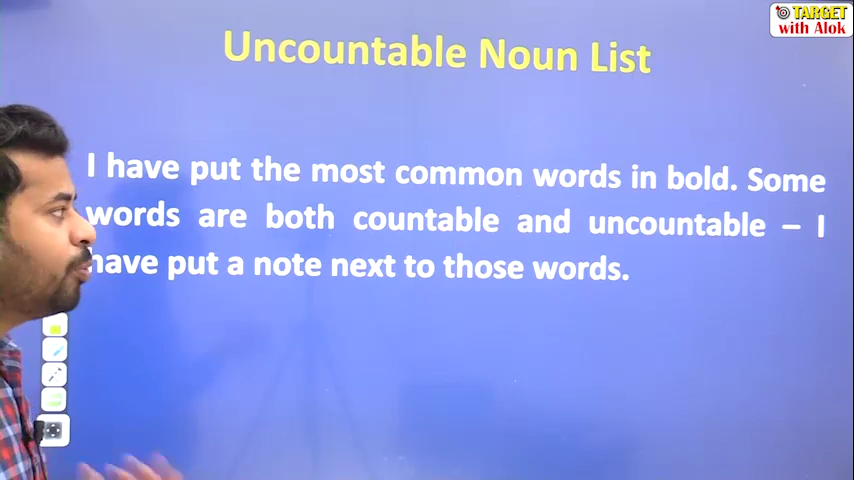 TARGET
with Alok
Uncountable Noun List
I have put the most common words in bold. Some
words are both countable and uncountable – I
have put a note next to those words.